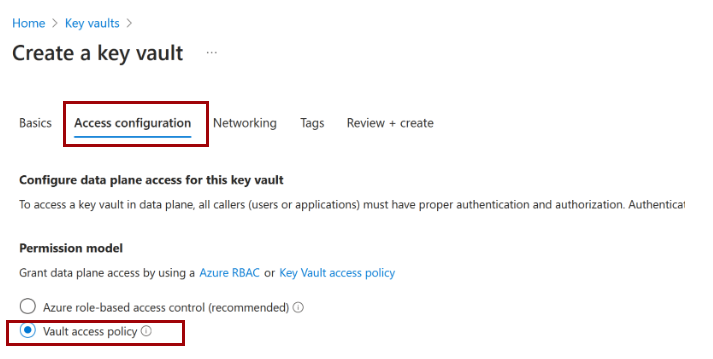 Home > Key vaults >
Create a key vault ...
Basics Access configuration Networking Tags Review + create
Configure data plane access for this key vault
To access a key vault in data plane, all callers (users or applications) must have proper authentication and authorization. Authenticat
Permission model
Grant data plane access by using a Azure RBAC or Key Vault access policy
Azure role-based access control (recommended)
Vault access policy